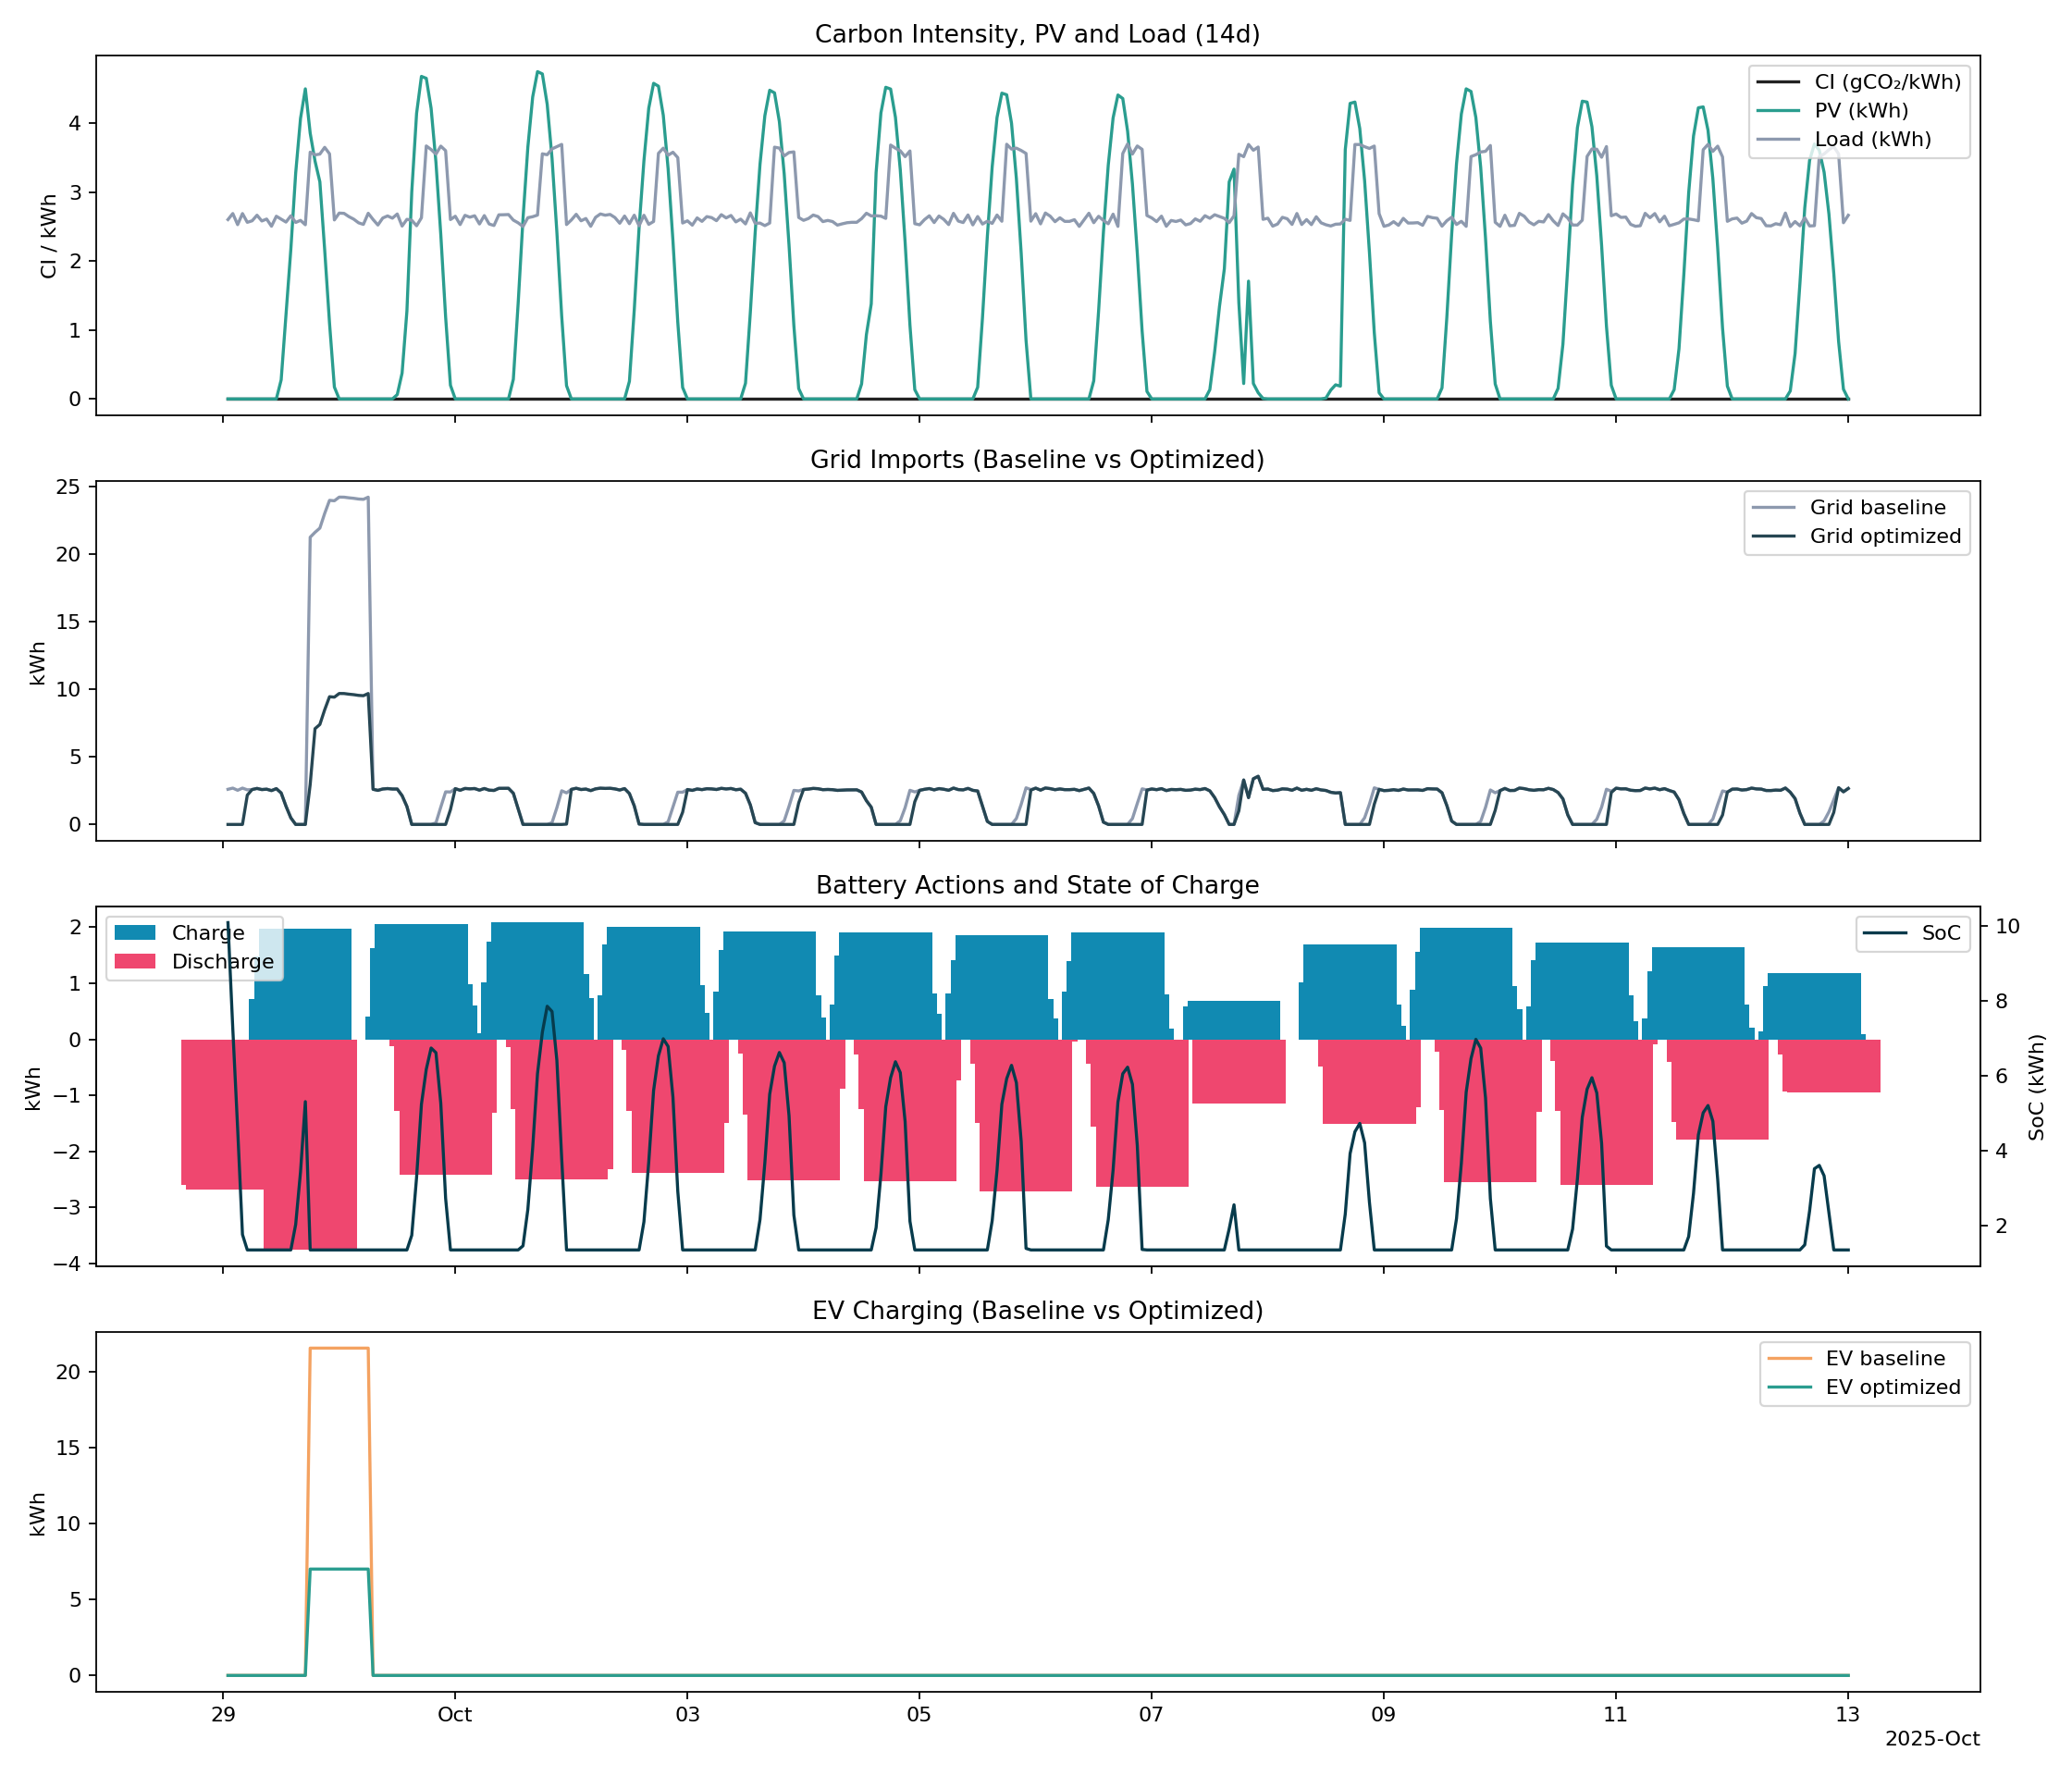 Carbon Intensity, PV and Load (14d)
CI / kWh
4
3
2
1
0
CI (gCO₂/kWh)
PV (kWh)
Load (kWh)
Grid Imports (Baseline vs Optimized)
kWh
25
20
15
10
5
0
Grid baseline
Grid optimized
Battery Actions and State of Charge
kWh
2
1
0
−1
−2
−3
−4
Charge
Discharge
SoC
10
8
6
4
2
SoC (kWh)
EV Charging (Baseline vs Optimized)
kWh
20
15
10
5
0
EV baseline
EV optimized
29 Oct 03 05 07 09 11 13
2025-Oct